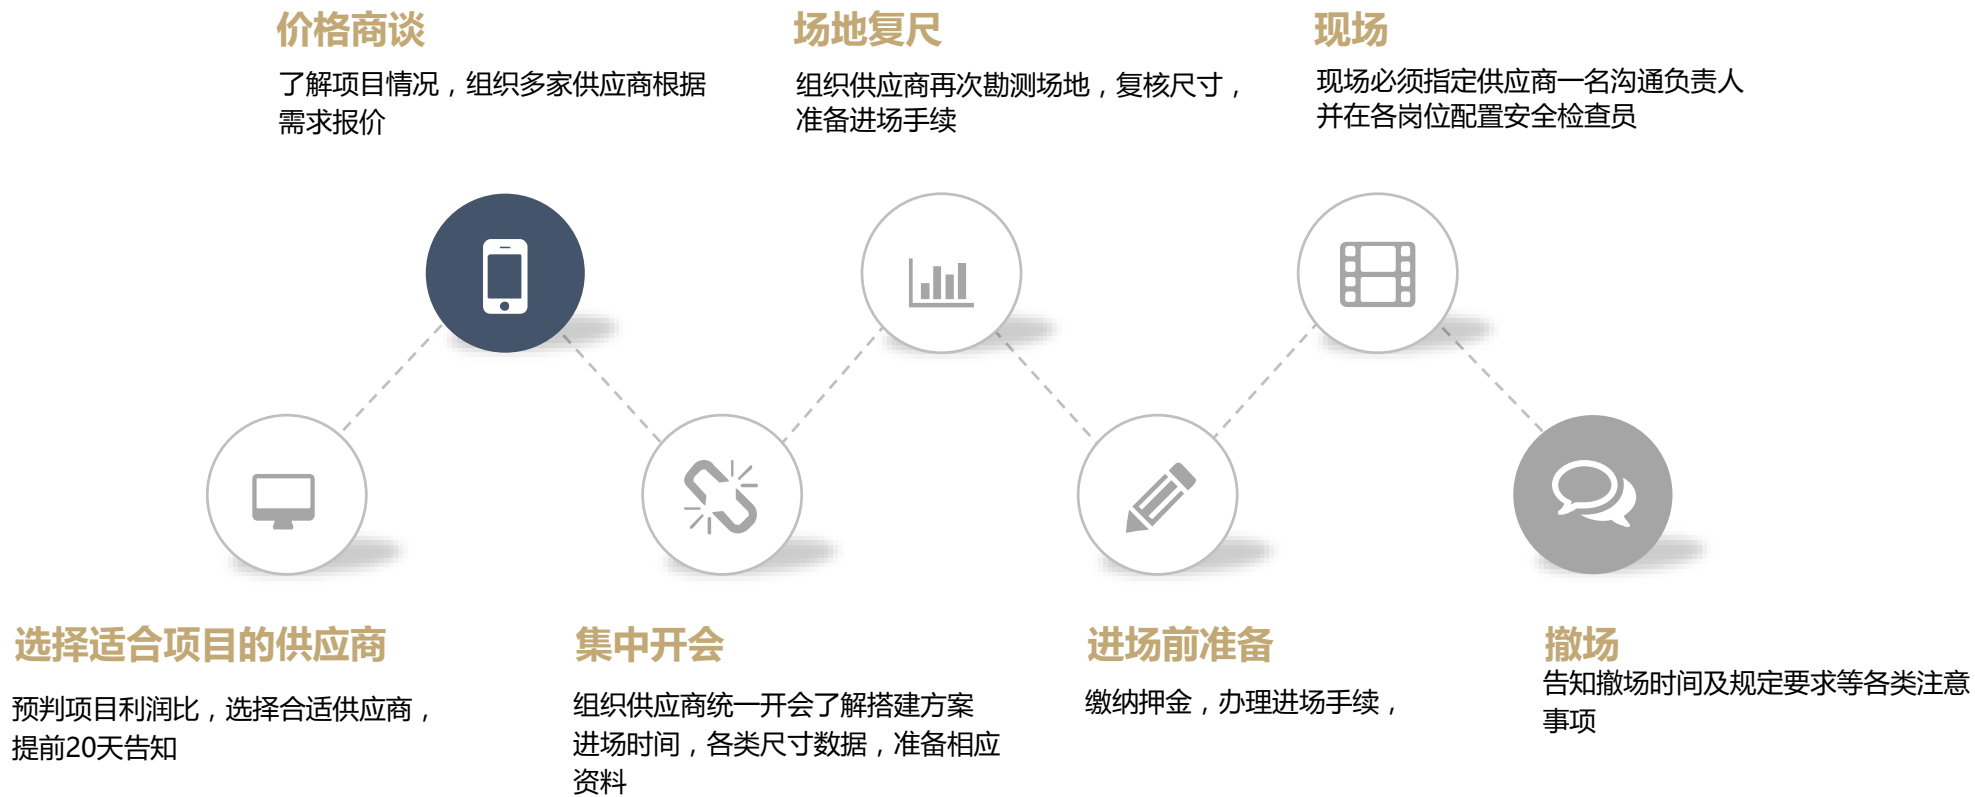 价格商谈
了解项目情况，组织多家供应商根据
需求报价
场地复尺
组织供应商再次勘测场地，复核尺寸，
准备进场手续
现场
现场必须指定供应商一名沟通负责人
并在各岗位配置安全检查员
选择适合项目的供应商
预判项目利润比，选择合适供应商，
提前20天告知
集中开会
组织供应商统一开会了解搭建方案
进场时间，各类尺寸数据，准备相应
资料
进场前准备
缴纳押金，办理进场手续，
撤场
告知撤场时间及规定要求等各类注意
事项